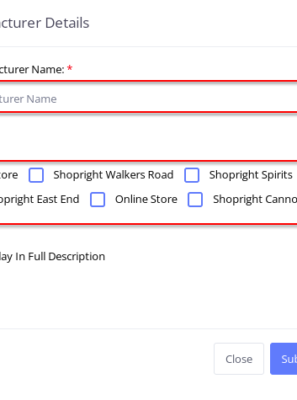 cturer Details
cturer Name: *
turer Name
ore Shopright Walkers Road Shopright Spirits
pright East End Online Store Shopright Canno
ay In Full Description
Close Sub